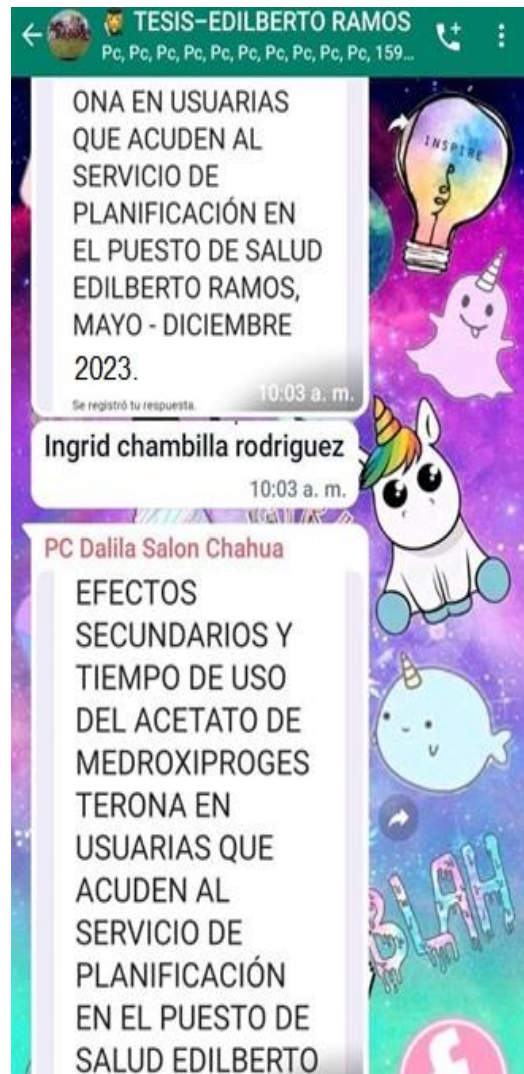 TESIS-EDILBERTO RAMOS
Pc, Pc, Pc, Pc, Pc, Pc, Pc, Pc, Pc, 159...
ONA EN USUARIAS
QUE ACUDEN AL
SERVICIO DE
PLANIFICACIÓN EN
EL PUESTO DE SALUD
EDILBERTO RAMOS,
MAYO - DICIEMBRE
2023.
Se registró tu respuesta.
10:03 a. m.
Ingrid chambilla rodriguez
10:03 a. m.
PC Dalila Salon Chahua
EFECTOS
SECUNDARIOS Y
TIEMPO DE USO
DEL ACETATO DE
MEDROXIPROGES
TERONA EN
USUARIAS QUE
ACUDEN AL
SERVICIO DE
PLANIFICACIÓN
EN EL PUESTO DE
SALUD EDILBERTO
INSPIRE
BLAH